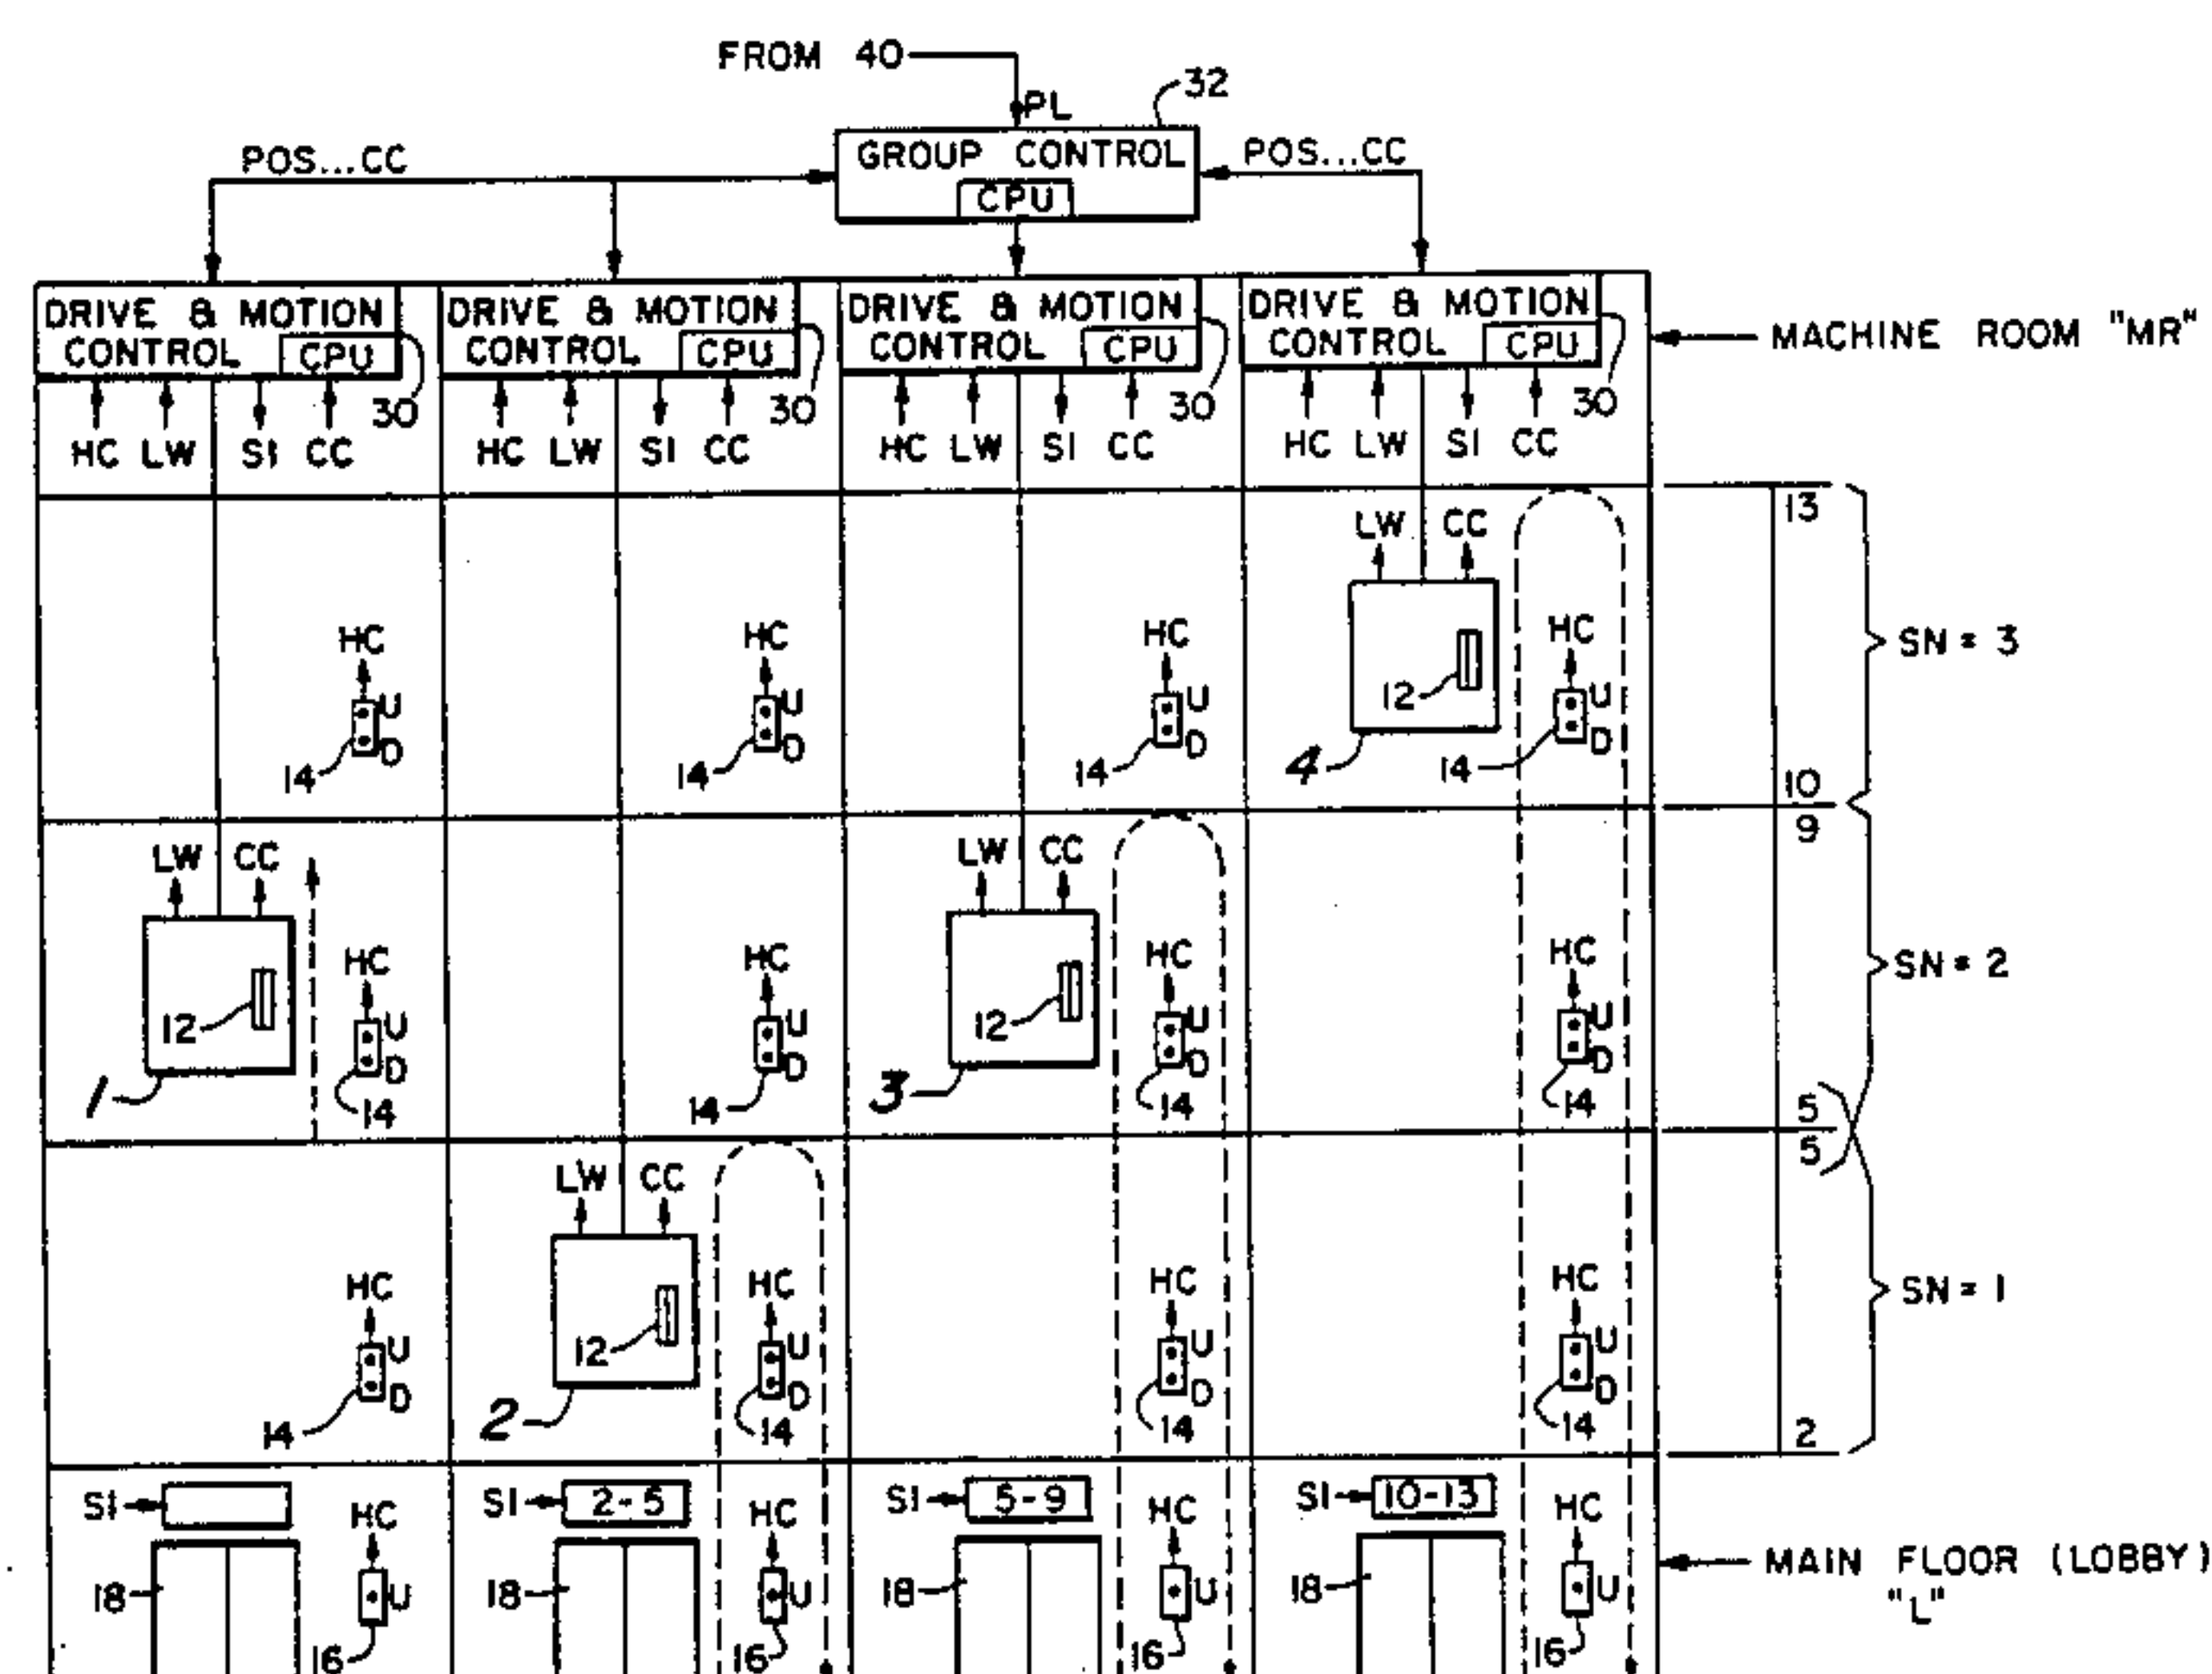 FROM 40
PL
32
POS...CC
GROUP CONTROL
POS...CC
CPU
DRIVE & MOTION CONTROL CPU
DRIVE & MOTION CONTROL CPU
DRIVE & MOTION CONTROL CPU
DRIVE & MOTION CONTROL CPU
MACHINE ROOM "MR"
30 30 30 30
HC LW SI CC HC LW SI CC HC LW SI CC HC LW SI CC
13
LW CC
HC HC HC HC
SN = 3
12
U U U U
D D D D
14 14 14 4 14
10
9
LW CC LW CC
HC HC HC HC
SN = 2
12 12
U U U U
D D D D
1 14 14 3 14 14
5
5
LW CC
HC HC HC HC
SN = 1
12
U U U U
D D D D
14 2 14 14 14
2
SI SI 2-5 SI 5-9 SI 10-13
HC HC HC HC
MAIN FLOOR (LOBBY)
"L"
18 U 18 U 18 U 18 U
16 16 16 16